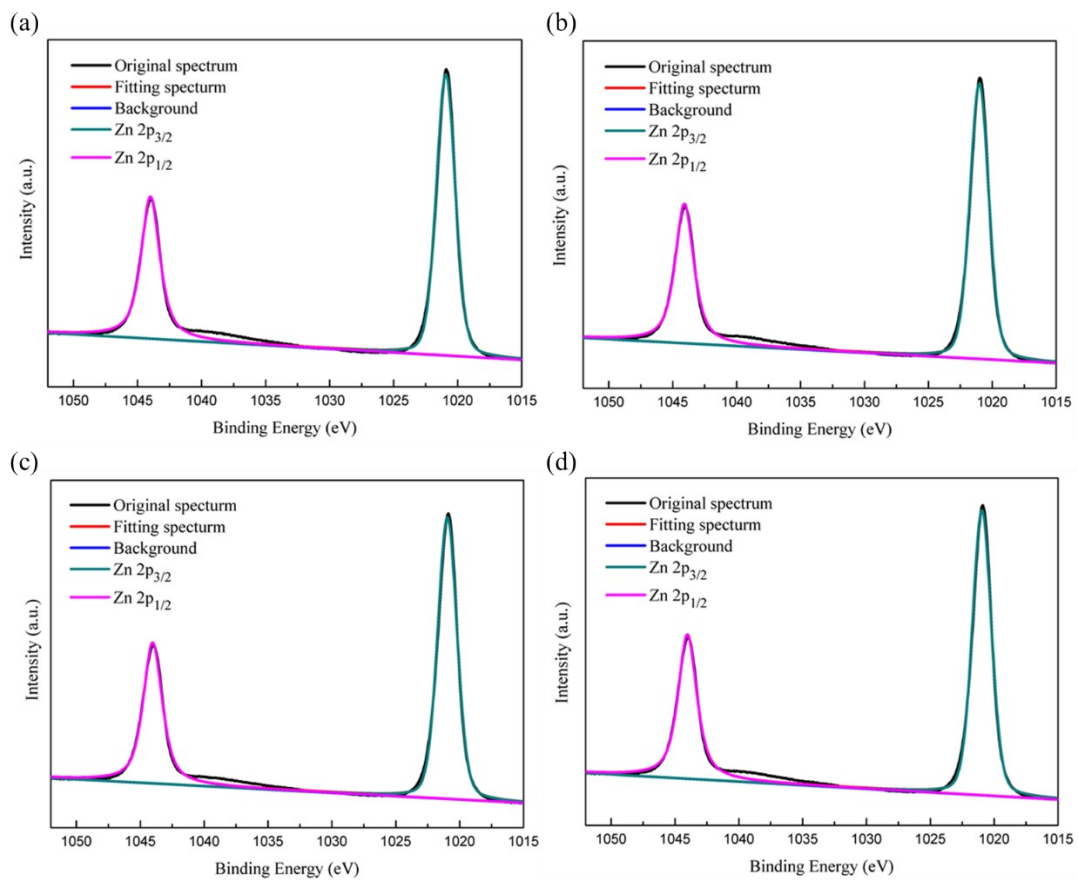 (a)
Original spectrum
Fitting specturm
Background
Zn 2p3/2
Zn 2p1/2
Intensity (a.u.)
1050 1045 1040 1035 1030 1025 1020 1015
Binding Energy (eV)
(b)
Original spectrum
Fitting specturm
Background
Zn 2p3/2
Zn 2p1/2
Intensity (a.u.)
1050 1045 1040 1035 1030 1025 1020 1015
Binding Energy (eV)
(c)
Original specturm
Fitting specturm
Background
Zn 2p3/2
Zn 2p1/2
Intensity (a.u.)
1050 1045 1040 1035 1030 1025 1020 1015
Binding Energy (eV)
(d)
Original spectrum
Fitting specturm
Background
Zn 2p3/2
Zn 2p1/2
Intensity (a.u.)
1050 1045 1040 1035 1030 1025 1020 1015
Binding Energy (eV)